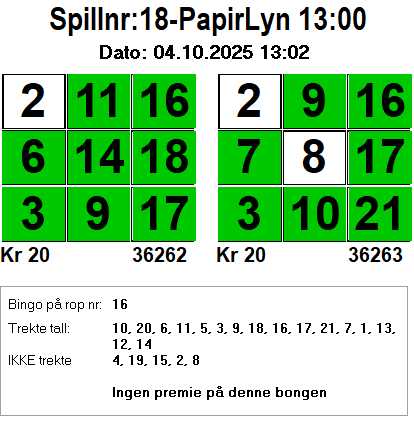 Spillnr:18-PapirLyn 13:00
Dato: 04.10.2025 13:02
2 11 16 2 9 16
6 14 18 7 8 17
3 9 17 3 10 21
Kr 20 36262 Kr 20 36263
Bingo på rop nr: 16
Trekte tall: 10, 20, 6, 11, 5, 3, 9, 18, 16, 17, 21, 7, 1, 13,
12, 14
IKKE trekte 4, 19, 15, 2, 8
Ingen premie på denne bongen